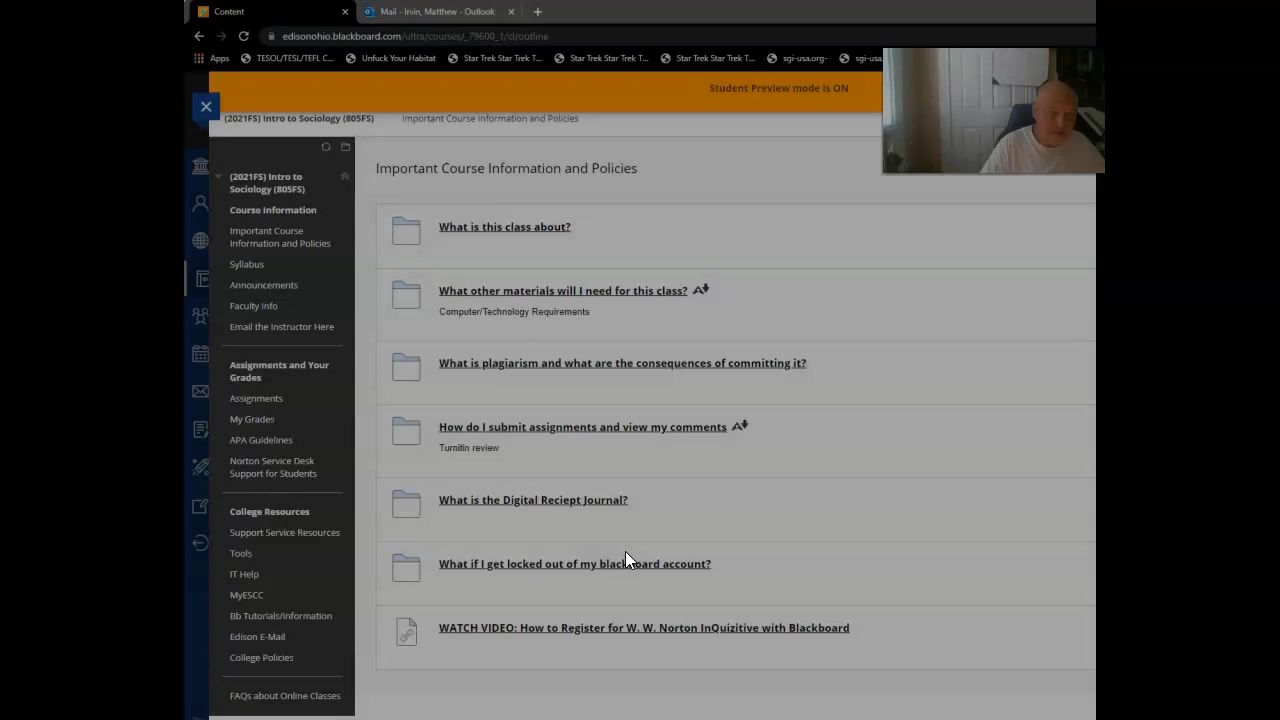 Content
Mail - Irvin, Matthew - Outlook
edisonohio.blackboard.com/ultra/courses/_79600_1/cl/outline
Apps TESOL/TESL/TEFL C... Unfuck Your Habitat Star Trek Star Trek T... Star Trek Star Trek T... Star Trek Star Trek T... sgi-usa.org- sgi-usa.
Student Preview mode is ON
(2021FS) Intro to Sociology (805FS) Important Course Information and Policies
(2021FS) Intro to
Sociology (805FS)
Course Information
Important Course
Information and Policies
Syllabus
Announcements
Faculty Info
Email the Instructor Here
Assignments and Your
Grades
Assignments
My Grades
APA Guidelines
Norton Service Desk
Support for Students
College Resources
Support Service Resources
Tools
IT Help
MyESCC
Bb Tutorials/information
Edison E-Mail
College Policies
FAQs about Online Classes
Important Course Information and Policies
What is this class about?
What other materials will I need for this class?
Computer/Technology Requirements
What is plagiarism and what are the consequences of committing it?
How do I submit assignments and view my comments
Turnitin review
What is the Digital Reciept Journal?
What if I get locked out of my blackboard account?
WATCH VIDEO: How to Register for W. W. Norton InQuizitive with Blackboard